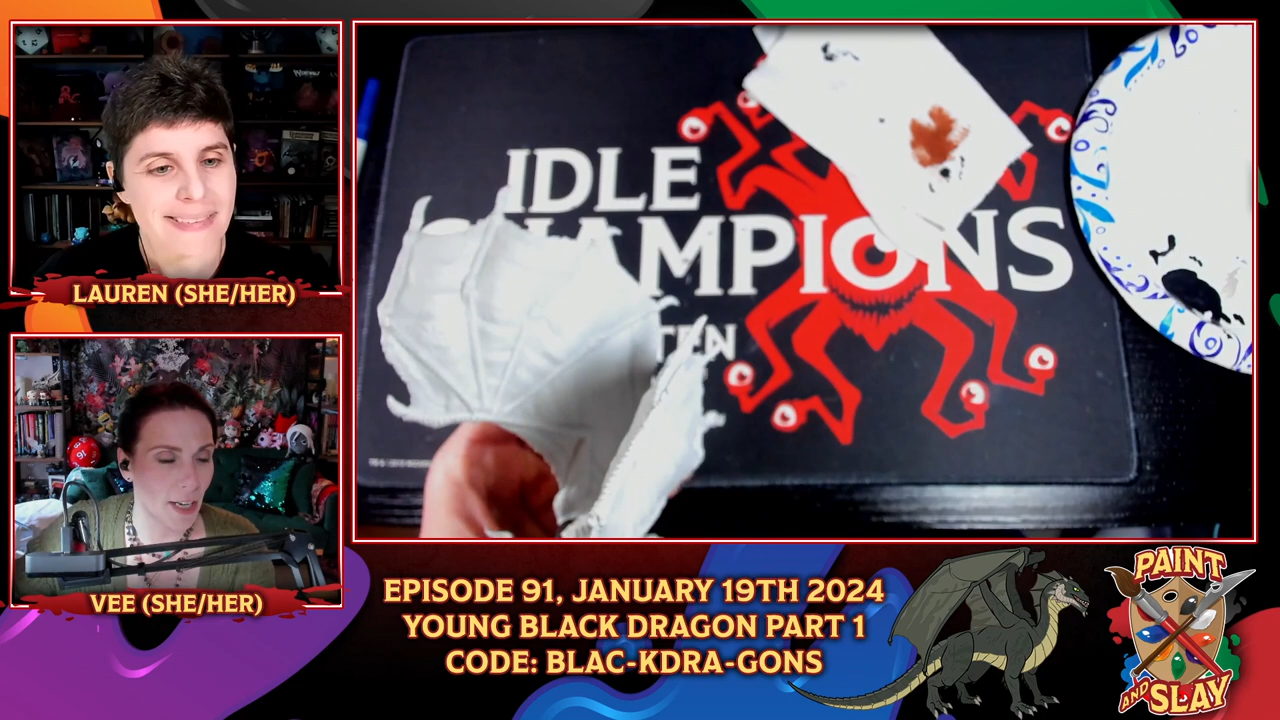 LAUREN (SHE/HER)
VEE (SHE/HER)
IDLE
CHAMPIONS
EPISODE 91, JANUARY 19TH 2024
YOUNG BLACK DRAGON PART 1
CODE: BLAC-KDRA-GONS
PAINT
AND SLAY